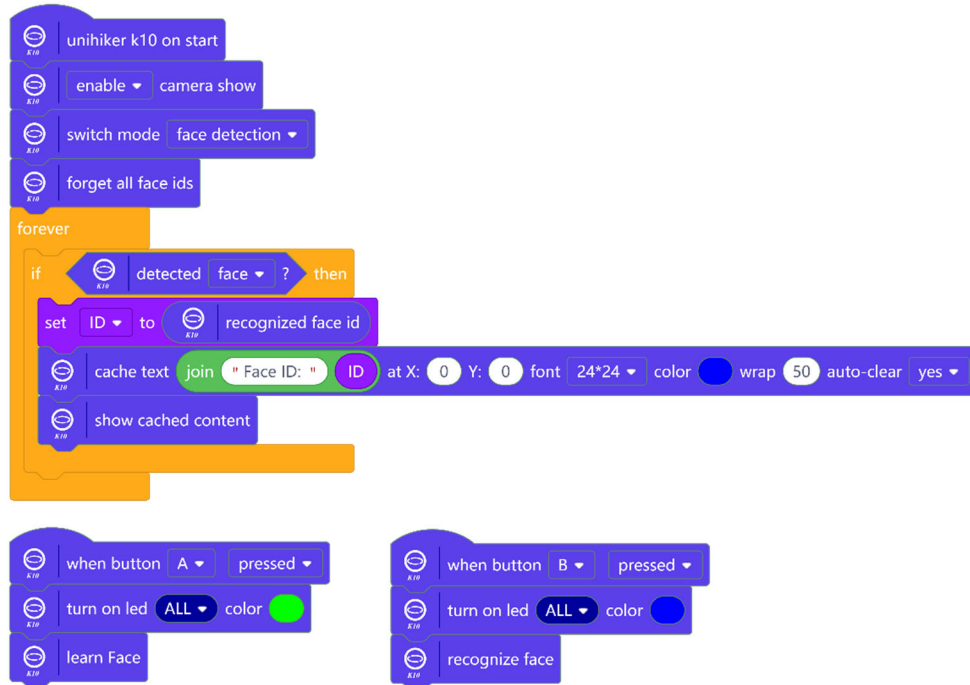 K10 unihiker k10 on start
K10 enable camera show
K10 switch mode face detection
K10 forget all face ids
forever
if K10 detected face ? then
set ID to K10 recognized face id
K10 cache text join " Face ID: " ID at X: 0 Y: 0 font 24*24 color wrap 50 auto-clear yes
K10 show cached content
K10 when button A pressed
K10 turn on led ALL color
K10 learn Face
K10 when button B pressed
K10 turn on led ALL color
K10 recognize face